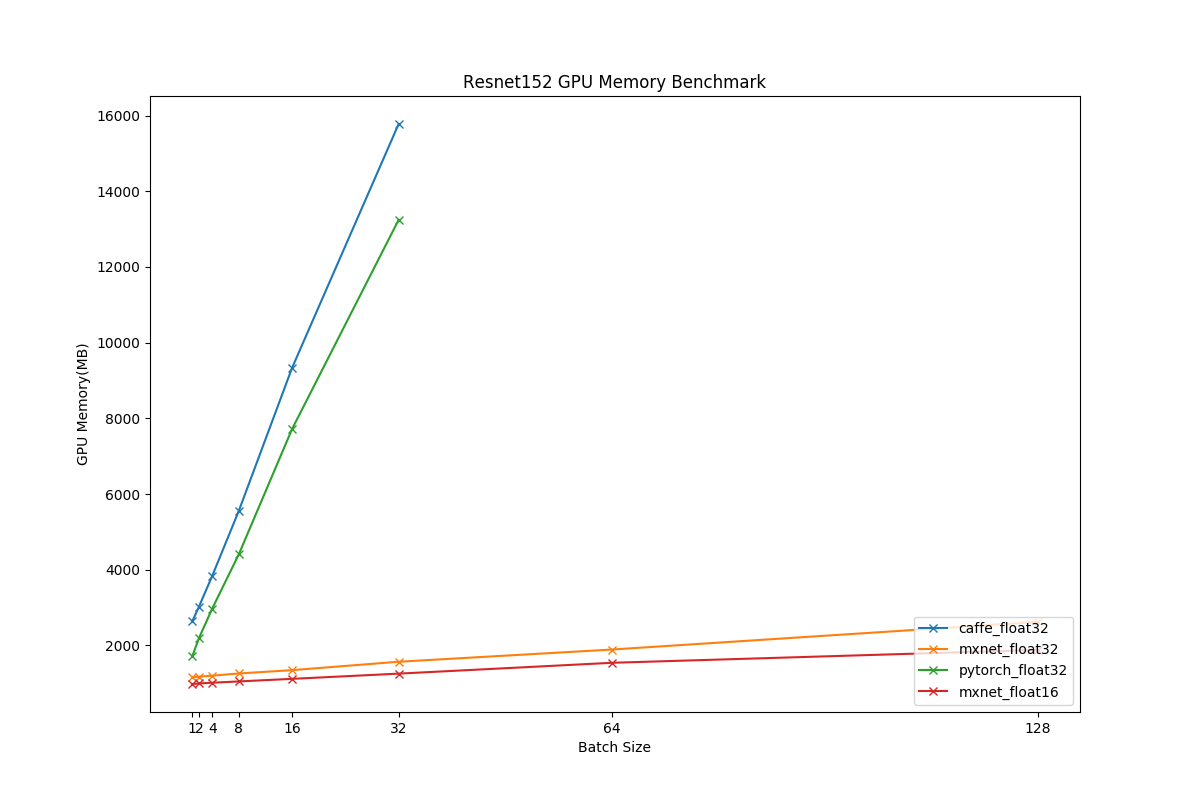 Resnet152 GPU Memory Benchmark
16000
14000
12000
10000
8000
6000
4000
2000
GPU Memory(MB)
caffe_float32
mxnet_float32
pytorch_float32
mxnet_float16
1 2 4 8 16 32 64 128
Batch Size